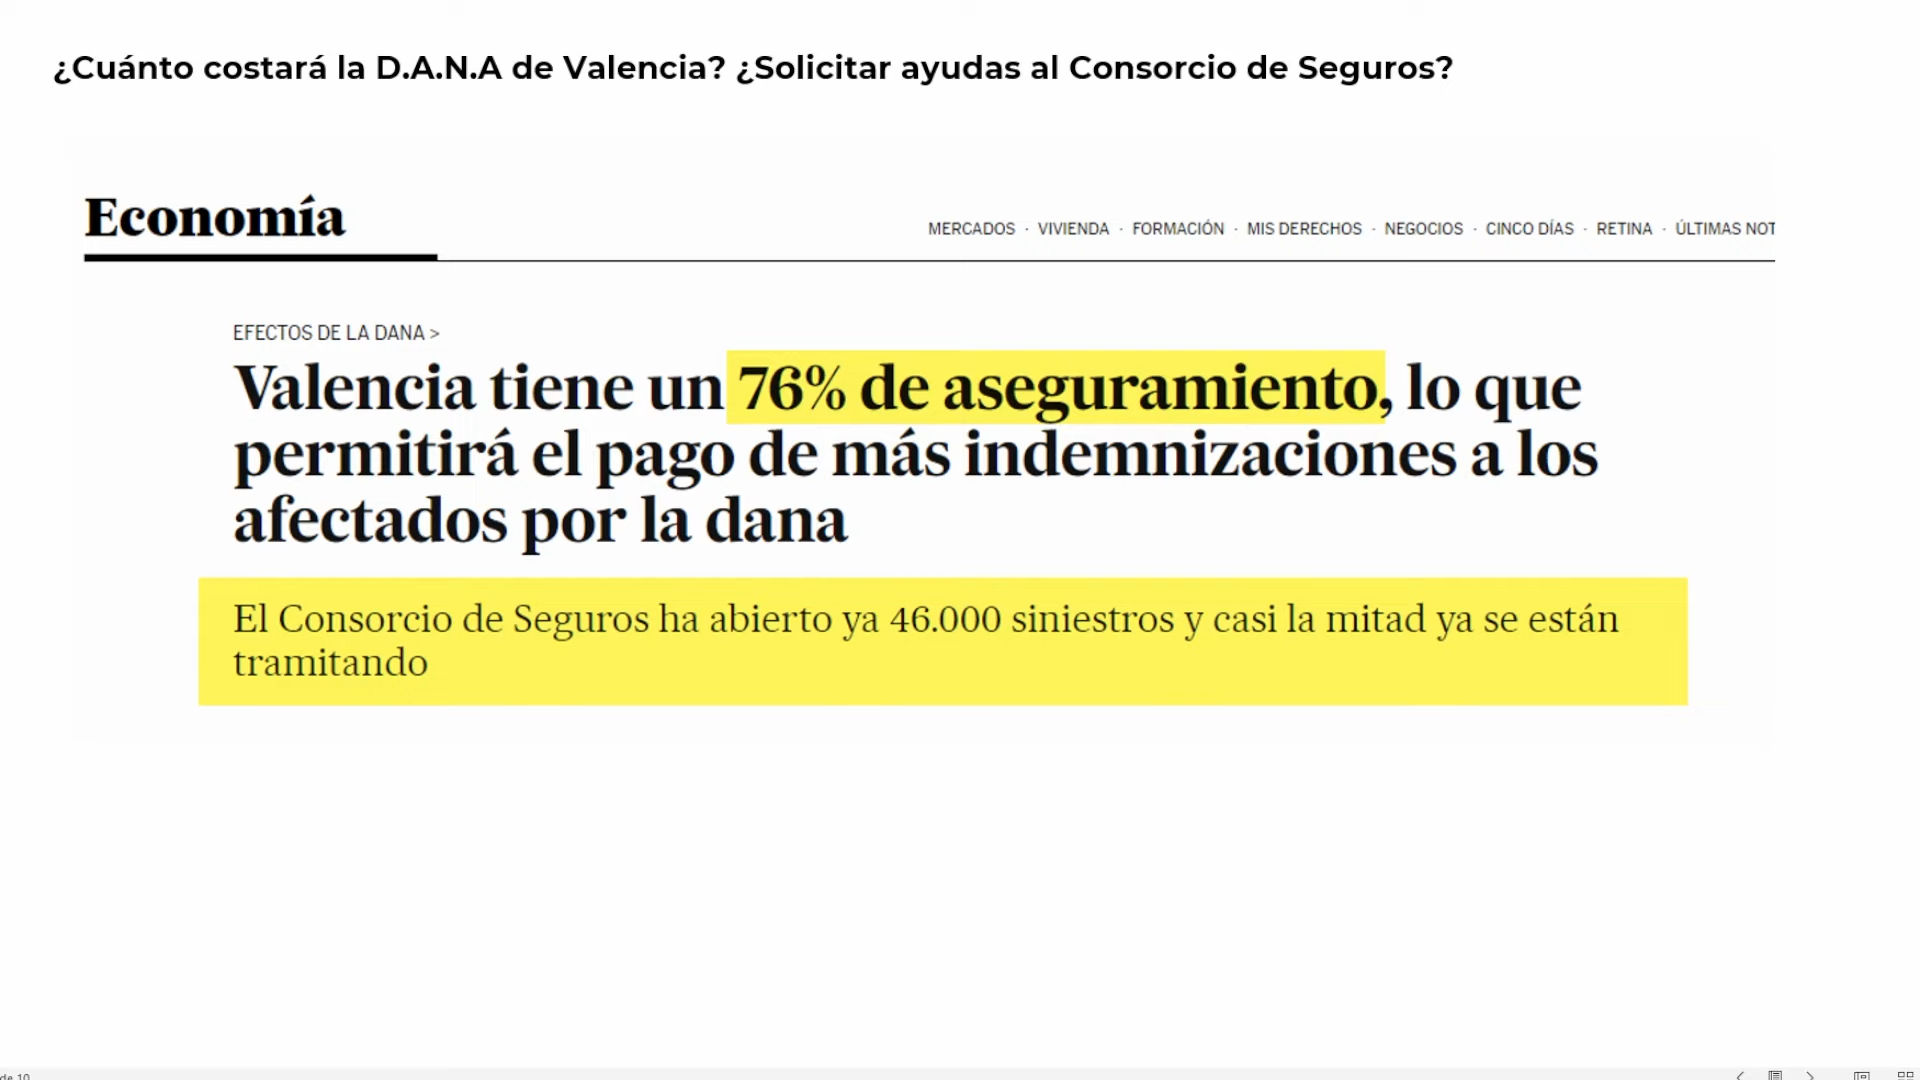 ¿Cuánto costará la D.A.N.A de Valencia? ¿Solicitar ayudas al Consorcio de Seguros?
Economía
MERCADOS · VIVIENDA · FORMACIÓN · MIS DERECHOS · NEGOCIOS · CINCO DÍAS · RETINA · ÚLTIMAS NOT
EFECTOS DE LA DANA >
Valencia tiene un 76% de aseguramiento, lo que
permitirá el pago de más indemnizaciones a los
afectados por la dana
El Consorcio de Seguros ha abierto ya 46.000 siniestros y casi la mitad ya se están
tramitando
de 10